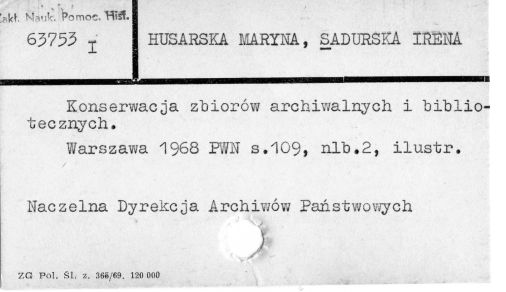 Zakł. Nauk. Pomoc. Hist.
63753 I
HUSARSKA MARYNA, SADURSKA IRENA
Konserwacja zbiorów archiwalnych i biblio-
tecznych.
Warszawa 1968 PWN s.109, nlb.2, ilustr.
Naczelna Dyrekcja Archiwów Państwowych
ZG Pol. Śl. z. 366/69. 120 000